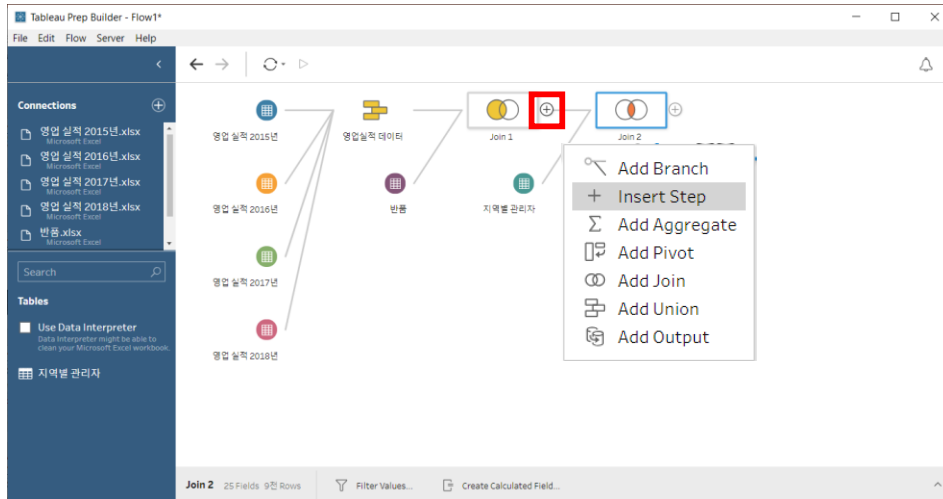 Tableau Prep Builder - Flow1*
File Edit Flow Server Help
Connections
영업 실적 2015년.xlsx
Microsoft Excel
영업 실적 2016년.xlsx
Microsoft Excel
영업 실적 2017년.xlsx
Microsoft Excel
영업 실적 2018년.xlsx
Microsoft Excel
반품.xlsx
Microsoft Excel
Search
Tables
Use Data Interpreter
Data Interpreter might be able to
clean your Microsoft Excel workbook.
지역별 관리자
영업 실적 2015년
영업실적 데이터
Join 1
Join 2
영업 실적 2016년
반품
지역별 관리자
영업 실적 2017년
영업 실적 2018년
Add Branch
Insert Step
Add Aggregate
Add Pivot
Add Join
Add Union
Add Output
Join 2 25 Fields 9천 Rows Filter Values... Create Calculated Field...